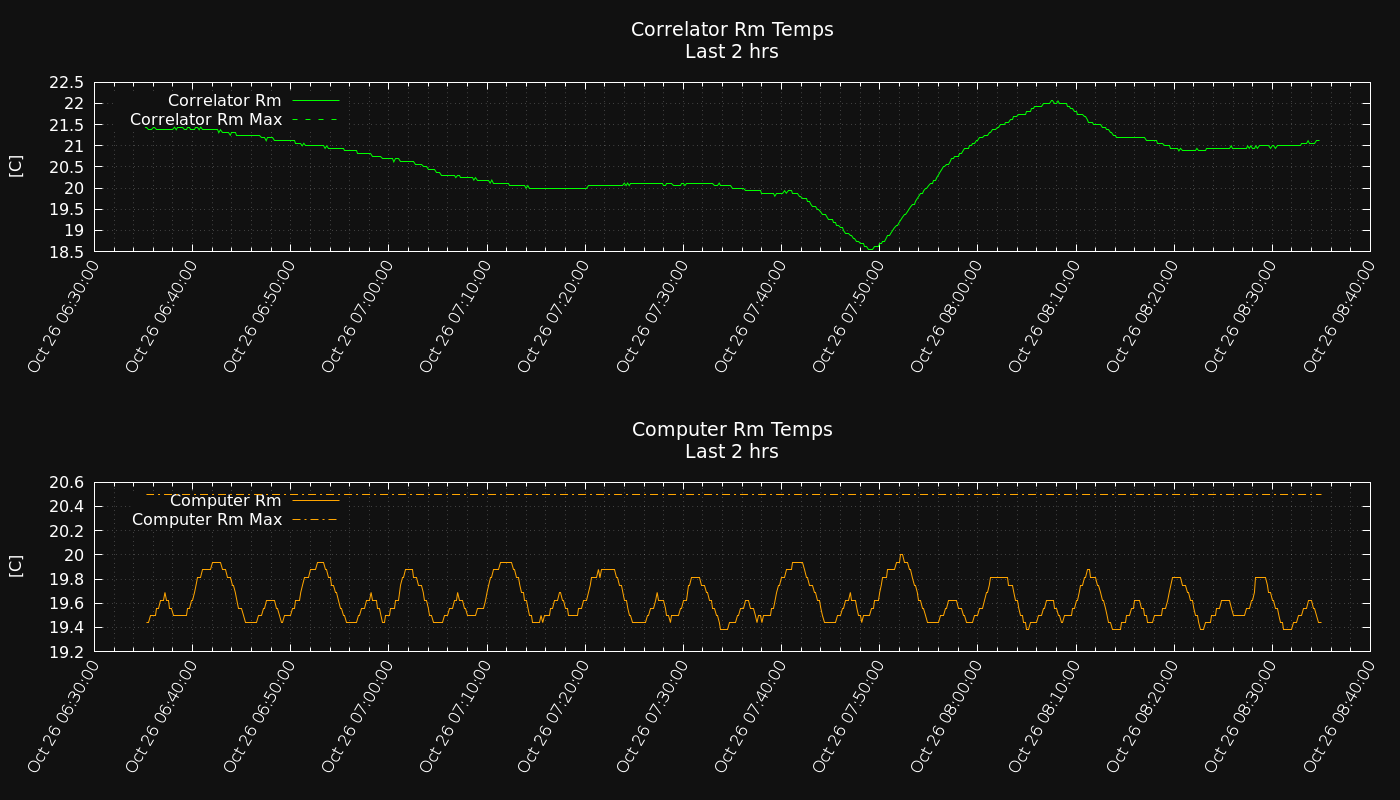 Correlator Rm Temps
Last 2 hrs
[C]
22.5
22
21.5
21
20.5
20
19.5
19
18.5
Correlator Rm
Correlator Rm Max
Oct 26 06:30:00
Oct 26 06:40:00
Oct 26 06:50:00
Oct 26 07:00:00
Oct 26 07:10:00
Oct 26 07:20:00
Oct 26 07:30:00
Oct 26 07:40:00
Oct 26 07:50:00
Oct 26 08:00:00
Oct 26 08:10:00
Oct 26 08:20:00
Oct 26 08:30:00
Oct 26 08:40:00
Computer Rm Temps
Last 2 hrs
[C]
20.6
20.4
20.2
20
19.8
19.6
19.4
19.2
Computer Rm
Computer Rm Max
Oct 26 06:30:00
Oct 26 06:40:00
Oct 26 06:50:00
Oct 26 07:00:00
Oct 26 07:10:00
Oct 26 07:20:00
Oct 26 07:30:00
Oct 26 07:40:00
Oct 26 07:50:00
Oct 26 08:00:00
Oct 26 08:10:00
Oct 26 08:20:00
Oct 26 08:30:00
Oct 26 08:40:00